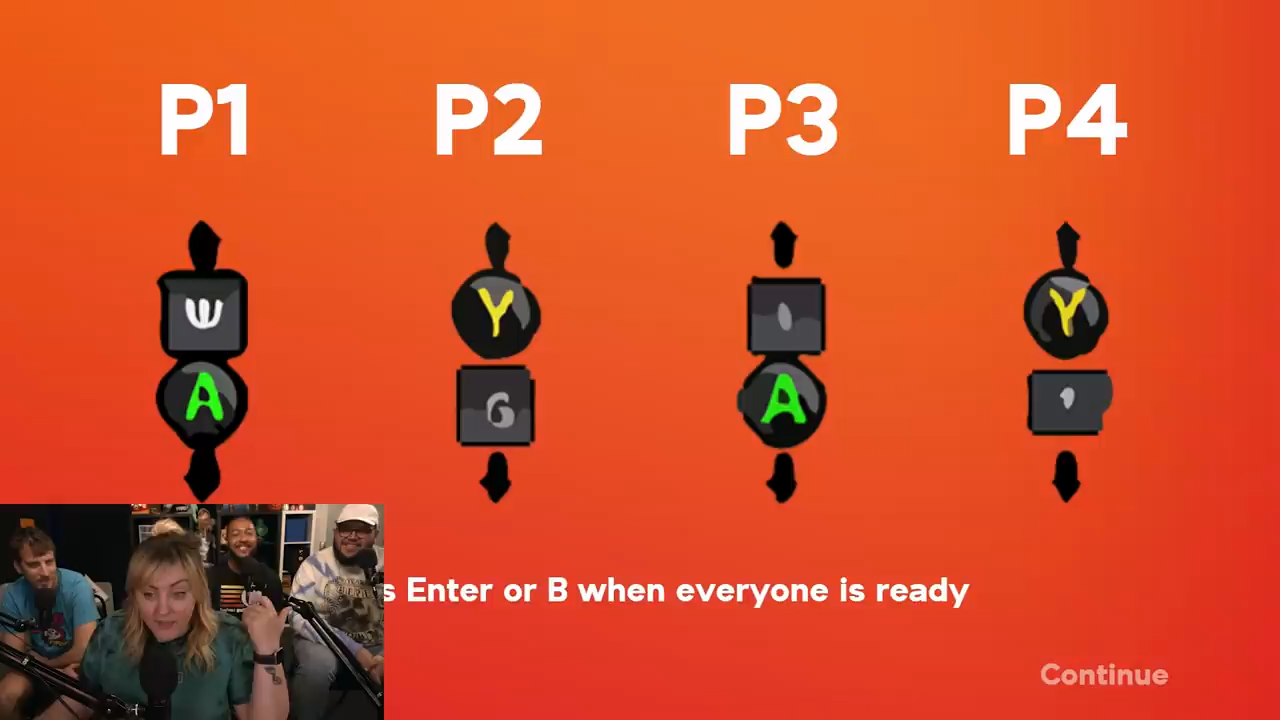 P1 P2 P3 P4
W Y A Y
A G
s Enter or B when everyone is ready
Continue